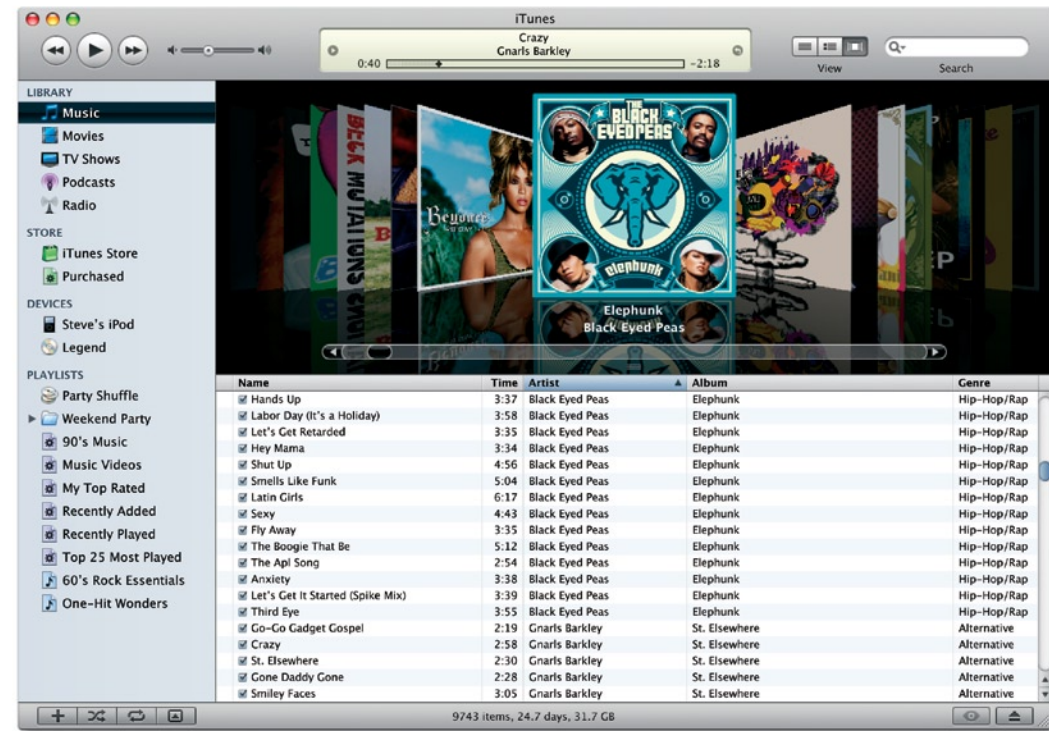 iTunes
Crazy
Gnarls Barkley
0:40 -2:18
View
Search
LIBRARY
Music
Movies
TV Shows
Podcasts
Radio
STORE
iTunes Store
Purchased
DEVICES
Steve's iPod
Legend
PLAYLISTS
Party Shuffle
Weekend Party
90's Music
Music Videos
My Top Rated
Recently Added
Recently Played
Top 25 Most Played
60's Rock Essentials
One-Hit Wonders
BECK MUTATIONS
Beyoncé
B
THE
BLACK
EYED PEAS
elephunk
EP
Elephunk
Black Eyed Peas
Name Time Artist Album Genre
Hands Up 3:37 Black Eyed Peas Elephunk Hip-Hop/Rap
Labor Day (It's a Holiday) 3:58 Black Eyed Peas Elephunk Hip-Hop/Rap
Let's Get Retarded 3:35 Black Eyed Peas Elephunk Hip-Hop/Rap
Hey Mama 3:34 Black Eyed Peas Elephunk Hip-Hop/Rap
Shut Up 4:56 Black Eyed Peas Elephunk Hip-Hop/Rap
Smells Like Funk 5:04 Black Eyed Peas Elephunk Hip-Hop/Rap
Latin Girls 6:17 Black Eyed Peas Elephunk Hip-Hop/Rap
Sexy 4:43 Black Eyed Peas Elephunk Hip-Hop/Rap
Fly Away 3:35 Black Eyed Peas Elephunk Hip-Hop/Rap
The Boogie That Be 5:12 Black Eyed Peas Elephunk Hip-Hop/Rap
The Apl Song 2:54 Black Eyed Peas Elephunk Hip-Hop/Rap
Anxiety 3:38 Black Eyed Peas Elephunk Hip-Hop/Rap
Let's Get It Started (Spike Mix) 3:39 Black Eyed Peas Elephunk Hip-Hop/Rap
Third Eye 3:55 Black Eyed Peas Elephunk Hip-Hop/Rap
Go-Go Gadget Gospel 2:19 Gnarls Barkley St. Elsewhere Alternative
Crazy 2:58 Gnarls Barkley St. Elsewhere Alternative
St. Elsewhere 2:30 Gnarls Barkley St. Elsewhere Alternative
Gone Daddy Gone 2:28 Gnarls Barkley St. Elsewhere Alternative
Smiley Faces 3:05 Gnarls Barkley St. Elsewhere Alternative
9743 items, 24.7 days, 31.7 GB